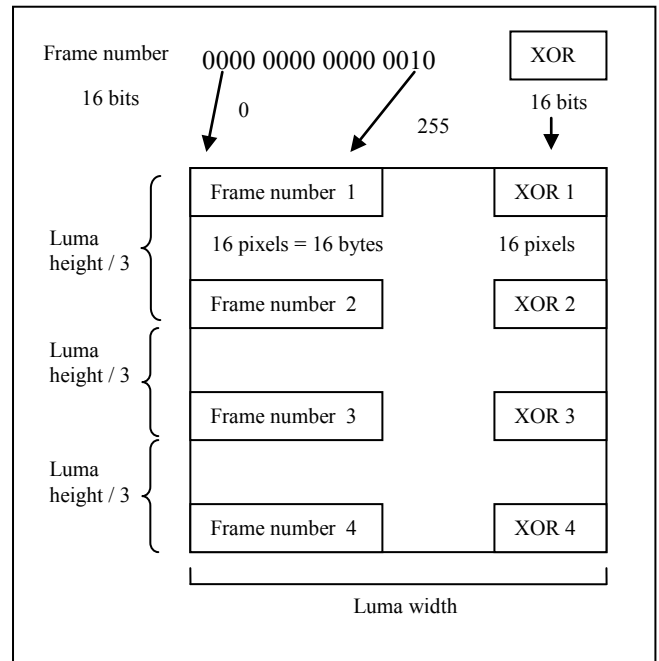 Frame number 0000 0000 0000 0010 XOR
16 bits 0 255 16 bits
Frame number 1 XOR 1
Luma
height / 3
16 pixels = 16 bytes 16 pixels
Frame number 2 XOR 2
Luma
height / 3
Frame number 3 XOR 3
Luma
height / 3
Frame number 4 XOR 4
Luma width